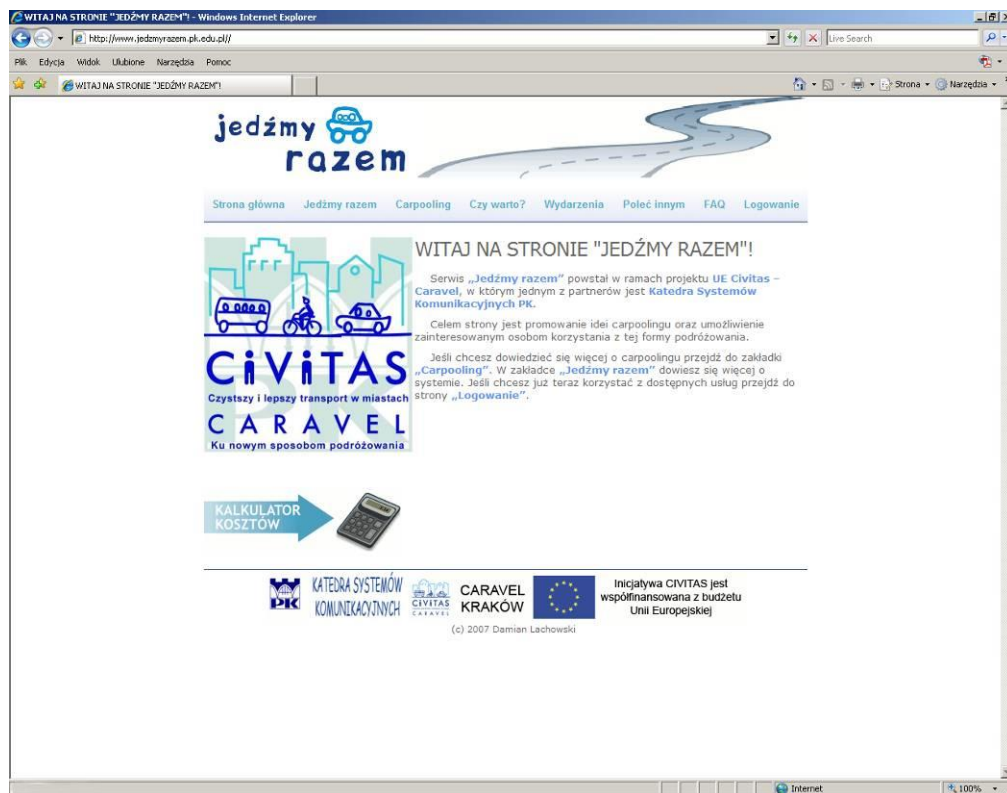 WITAJ NA STRONIE "JEDŹMY RAZEM"! - Windows Internet Explorer
http://www.jedzmyrazem.pk.edu.pl//
Live Search
Plik Edycja Widok Ulubione Narzędzia Pomoc
WITAJ NA STRONIE "JEDŹMY RAZEM"!
Strona
Narzędzia
jedźmy
razem
Strona główna Jedźmy razem Carpooling Czy warto? Wydarzenia Poleć innym FAQ Logowanie
CiViTAS
Czystszy i lepszy transport w miastach
CARAVEL
Ku nowym sposobom podróżowania
PK
WITAJ NA STRONIE "JEDŹMY RAZEM"!
Serwis „Jedźmy razem" powstał w ramach projektu UE Civitas –
Caravel, w którym jednym z partnerów jest Katedra Systemów
Komunikacyjnych PK.
Celem strony jest promowanie idei carpoolingu oraz umożliwienie
zainteresowanym osobom korzystania z tej formy podróżowania.
Jeśli chcesz dowiedzieć się więcej o carpoolingu przejdź do zakładki
„Carpooling". W zakładce „Jedźmy razem" dowiesz się więcej o
systemie. Jeśli chcesz już teraz korzystać z dostępnych usług przejdź do
strony „Logowanie".
KALKULATOR
KOSZTÓW
PK
KATEDRA SYSTEMÓW
KOMUNIKACYJNYCH
CIVITAS
CARAVEL
CARAVEL
KRAKÓW
Inicjatywa CIVITAS jest
współfinansowana z budżetu
Unii Europejskiej
(c) 2007 Damian Lachowski
Internet
100%